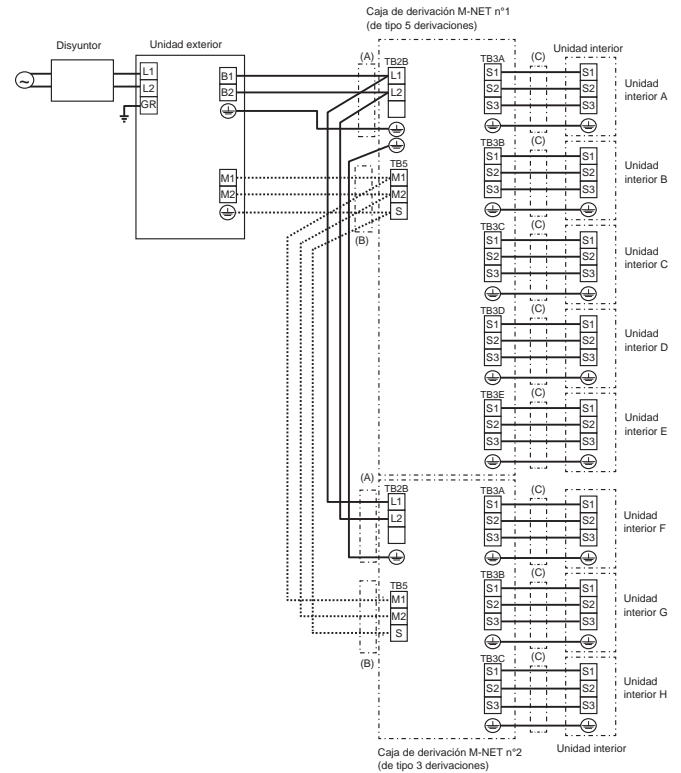 Caja de derivación M-NET n°1
(de tipo 5 derivaciones)
Disyuntor
Unidad exterior
Unidad interior
L1
L2
GR
B1
B2
M1
M2
(A)
TB2B
L1
L2
TB5
M1
M2
S
(B)
TB3A
S1
S2
S3
(C)
S1
S2
S3
Unidad
interior A
TB3B
S1
S2
S3
(C)
S1
S2
S3
Unidad
interior B
TB3C
S1
S2
S3
(C)
S1
S2
S3
Unidad
interior C
TB3D
S1
S2
S3
(C)
S1
S2
S3
Unidad
interior D
TB3E
S1
S2
S3
(C)
S1
S2
S3
Unidad
interior E
(A)
TB2B
L1
L2
TB5
M1
M2
S
(B)
TB3A
S1
S2
S3
(C)
S1
S2
S3
Unidad
interior F
TB3B
S1
S2
S3
(C)
S1
S2
S3
Unidad
interior G
TB3C
S1
S2
S3
(C)
S1
S2
S3
Unidad
interior H
Unidad interior
Caja de derivación M-NET n°2
(de tipo 3 derivaciones)